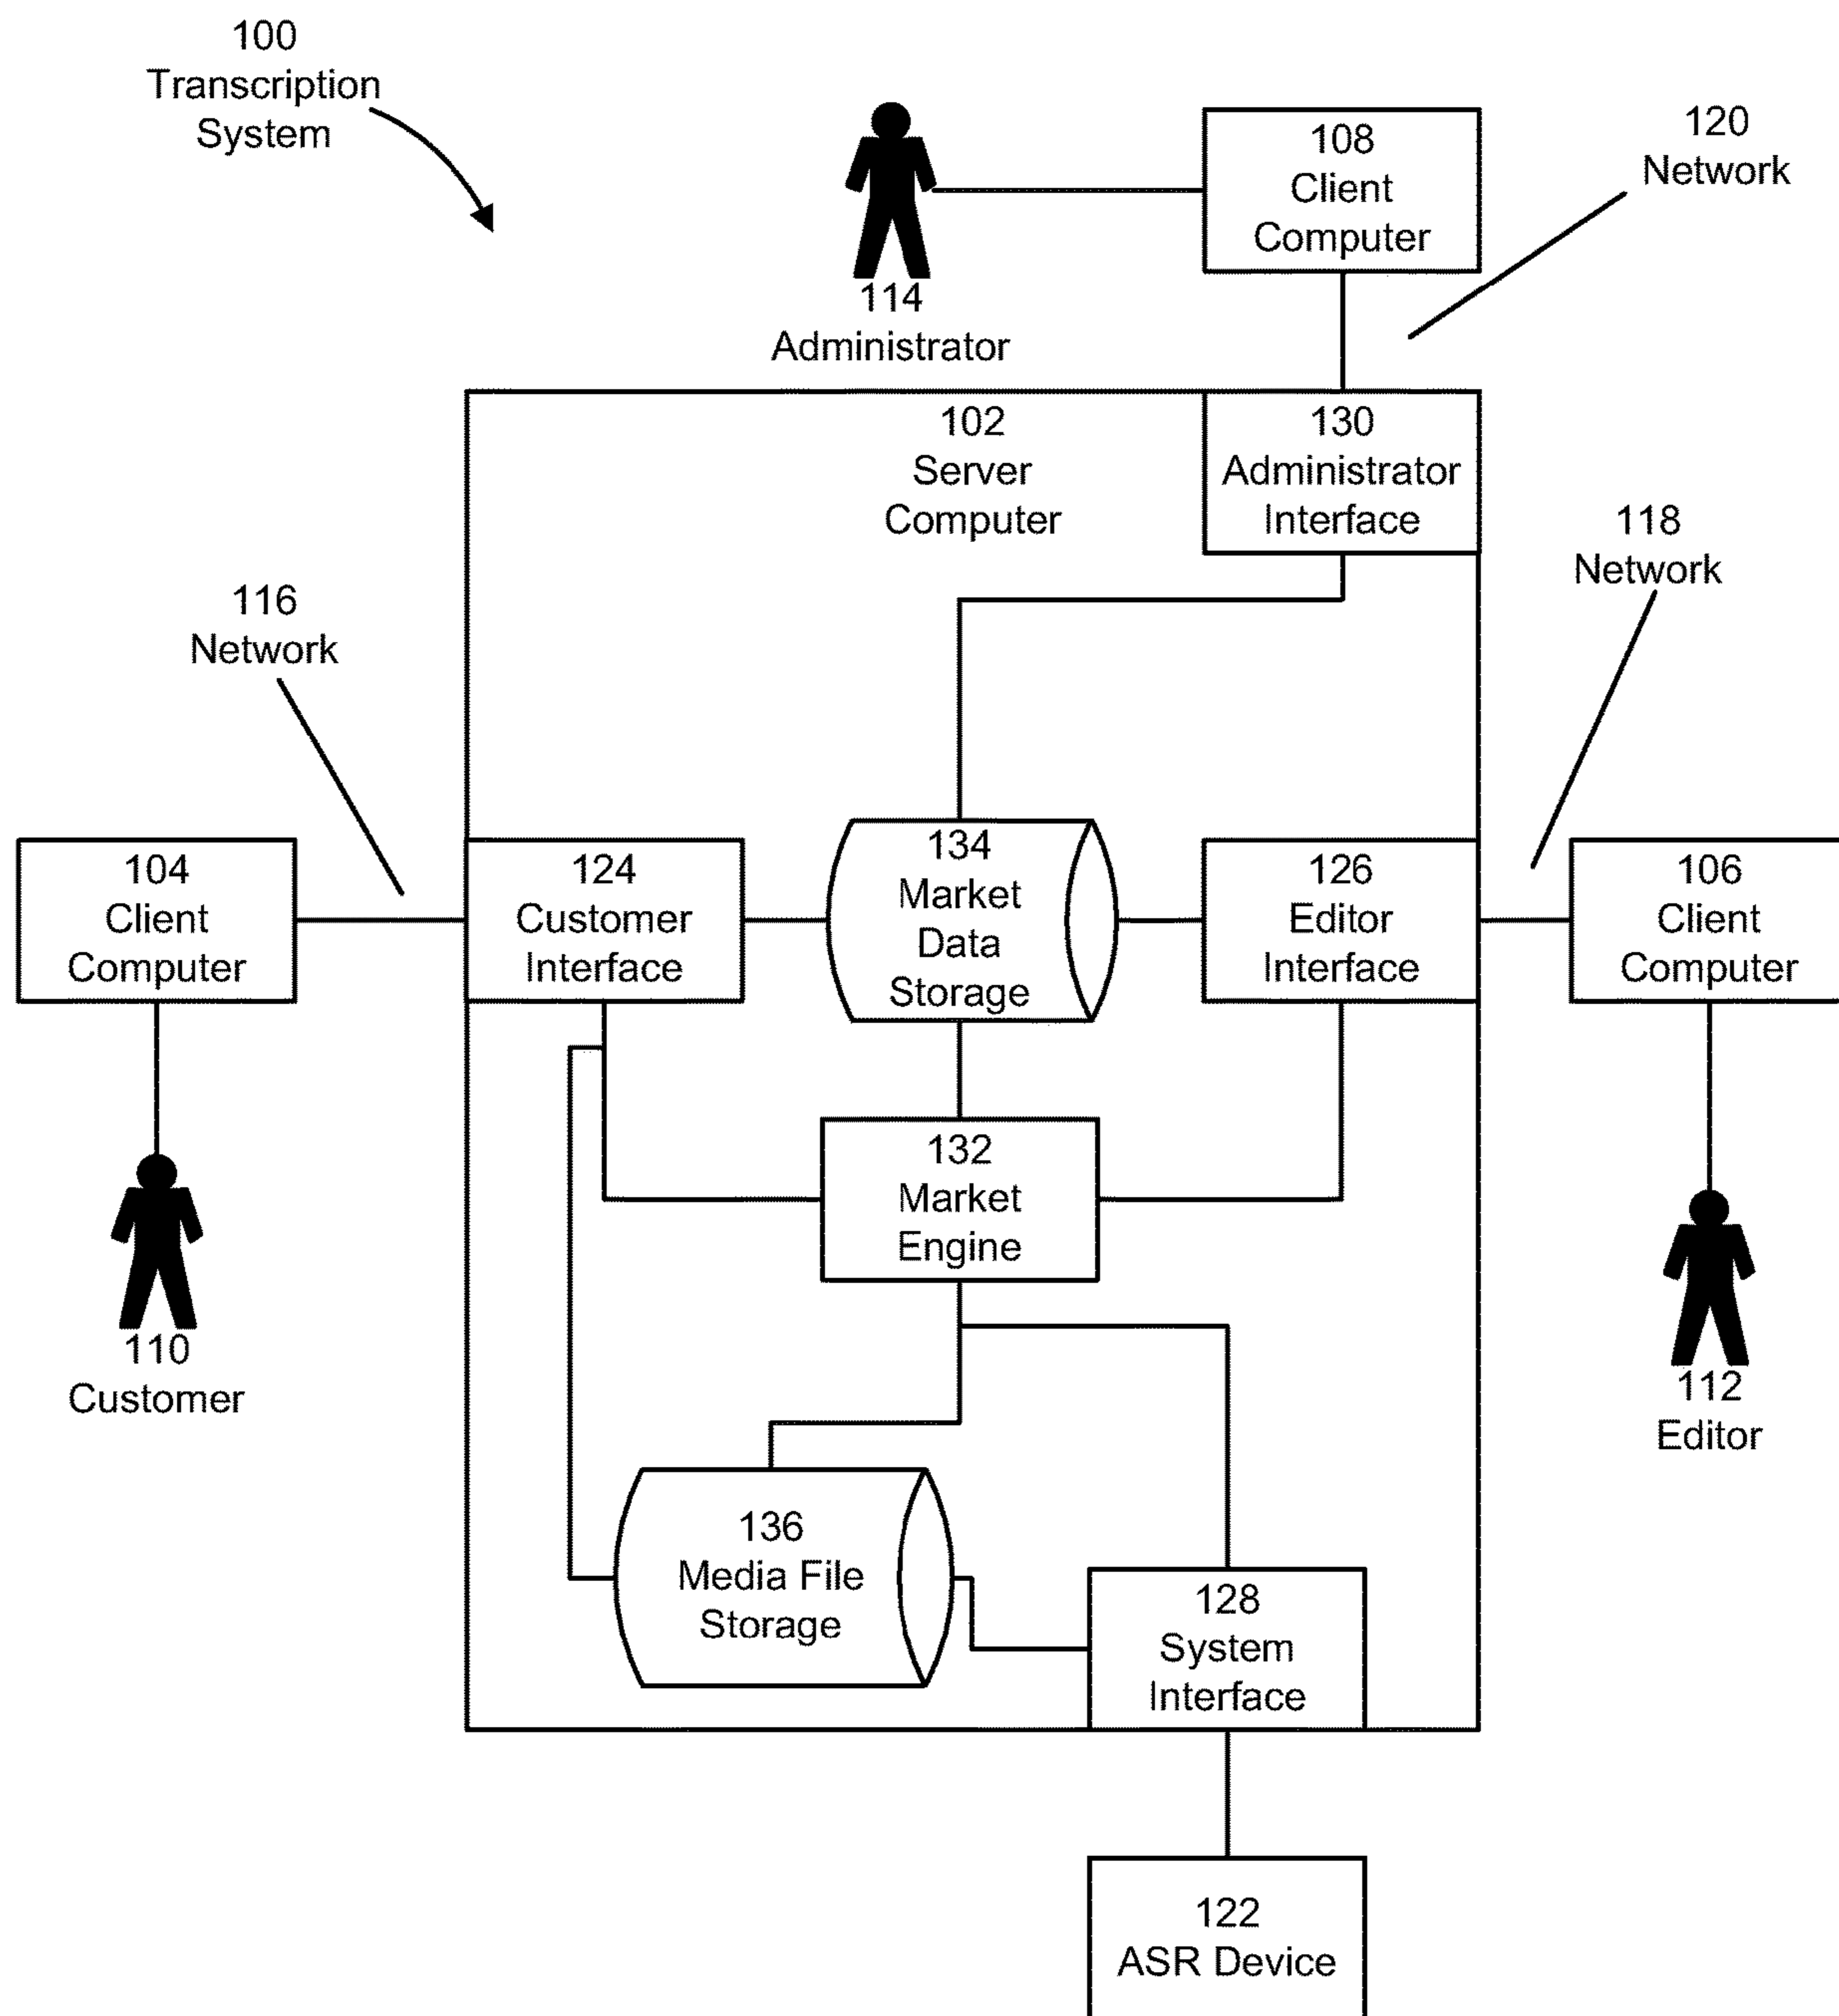 100
Transcription
System
108
Client
Computer
120
Network
114
Administrator
102
Server
Computer
130
Administrator
Interface
118
Network
116
Network
104
Client
Computer
124
Customer
Interface
134
Market
Data
Storage
126
Editor
Interface
106
Client
Computer
132
Market
Engine
110
Customer
112
Editor
136
Media File
Storage
128
System
Interface
122
ASR Device